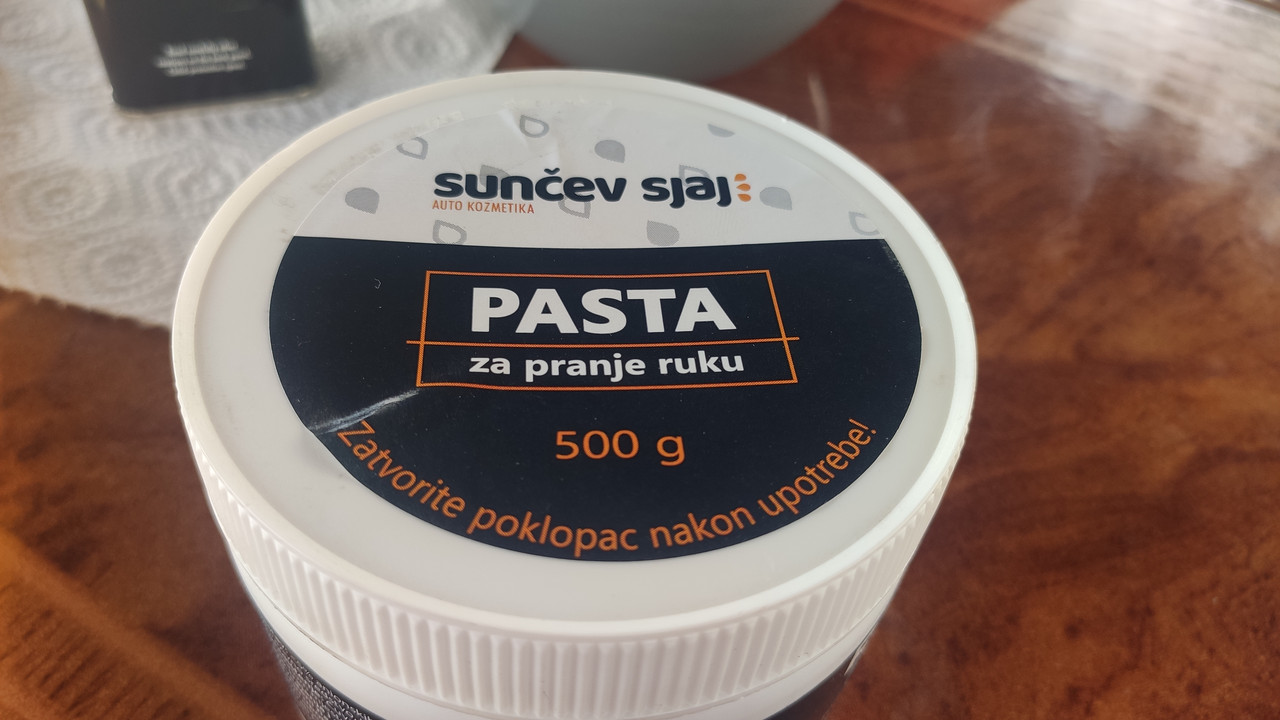 sunčev sjaj
AUTO KOZMETIKA
PASTA
za pranje ruku
500 g
Zatvorite poklopac nakon upotrebe!